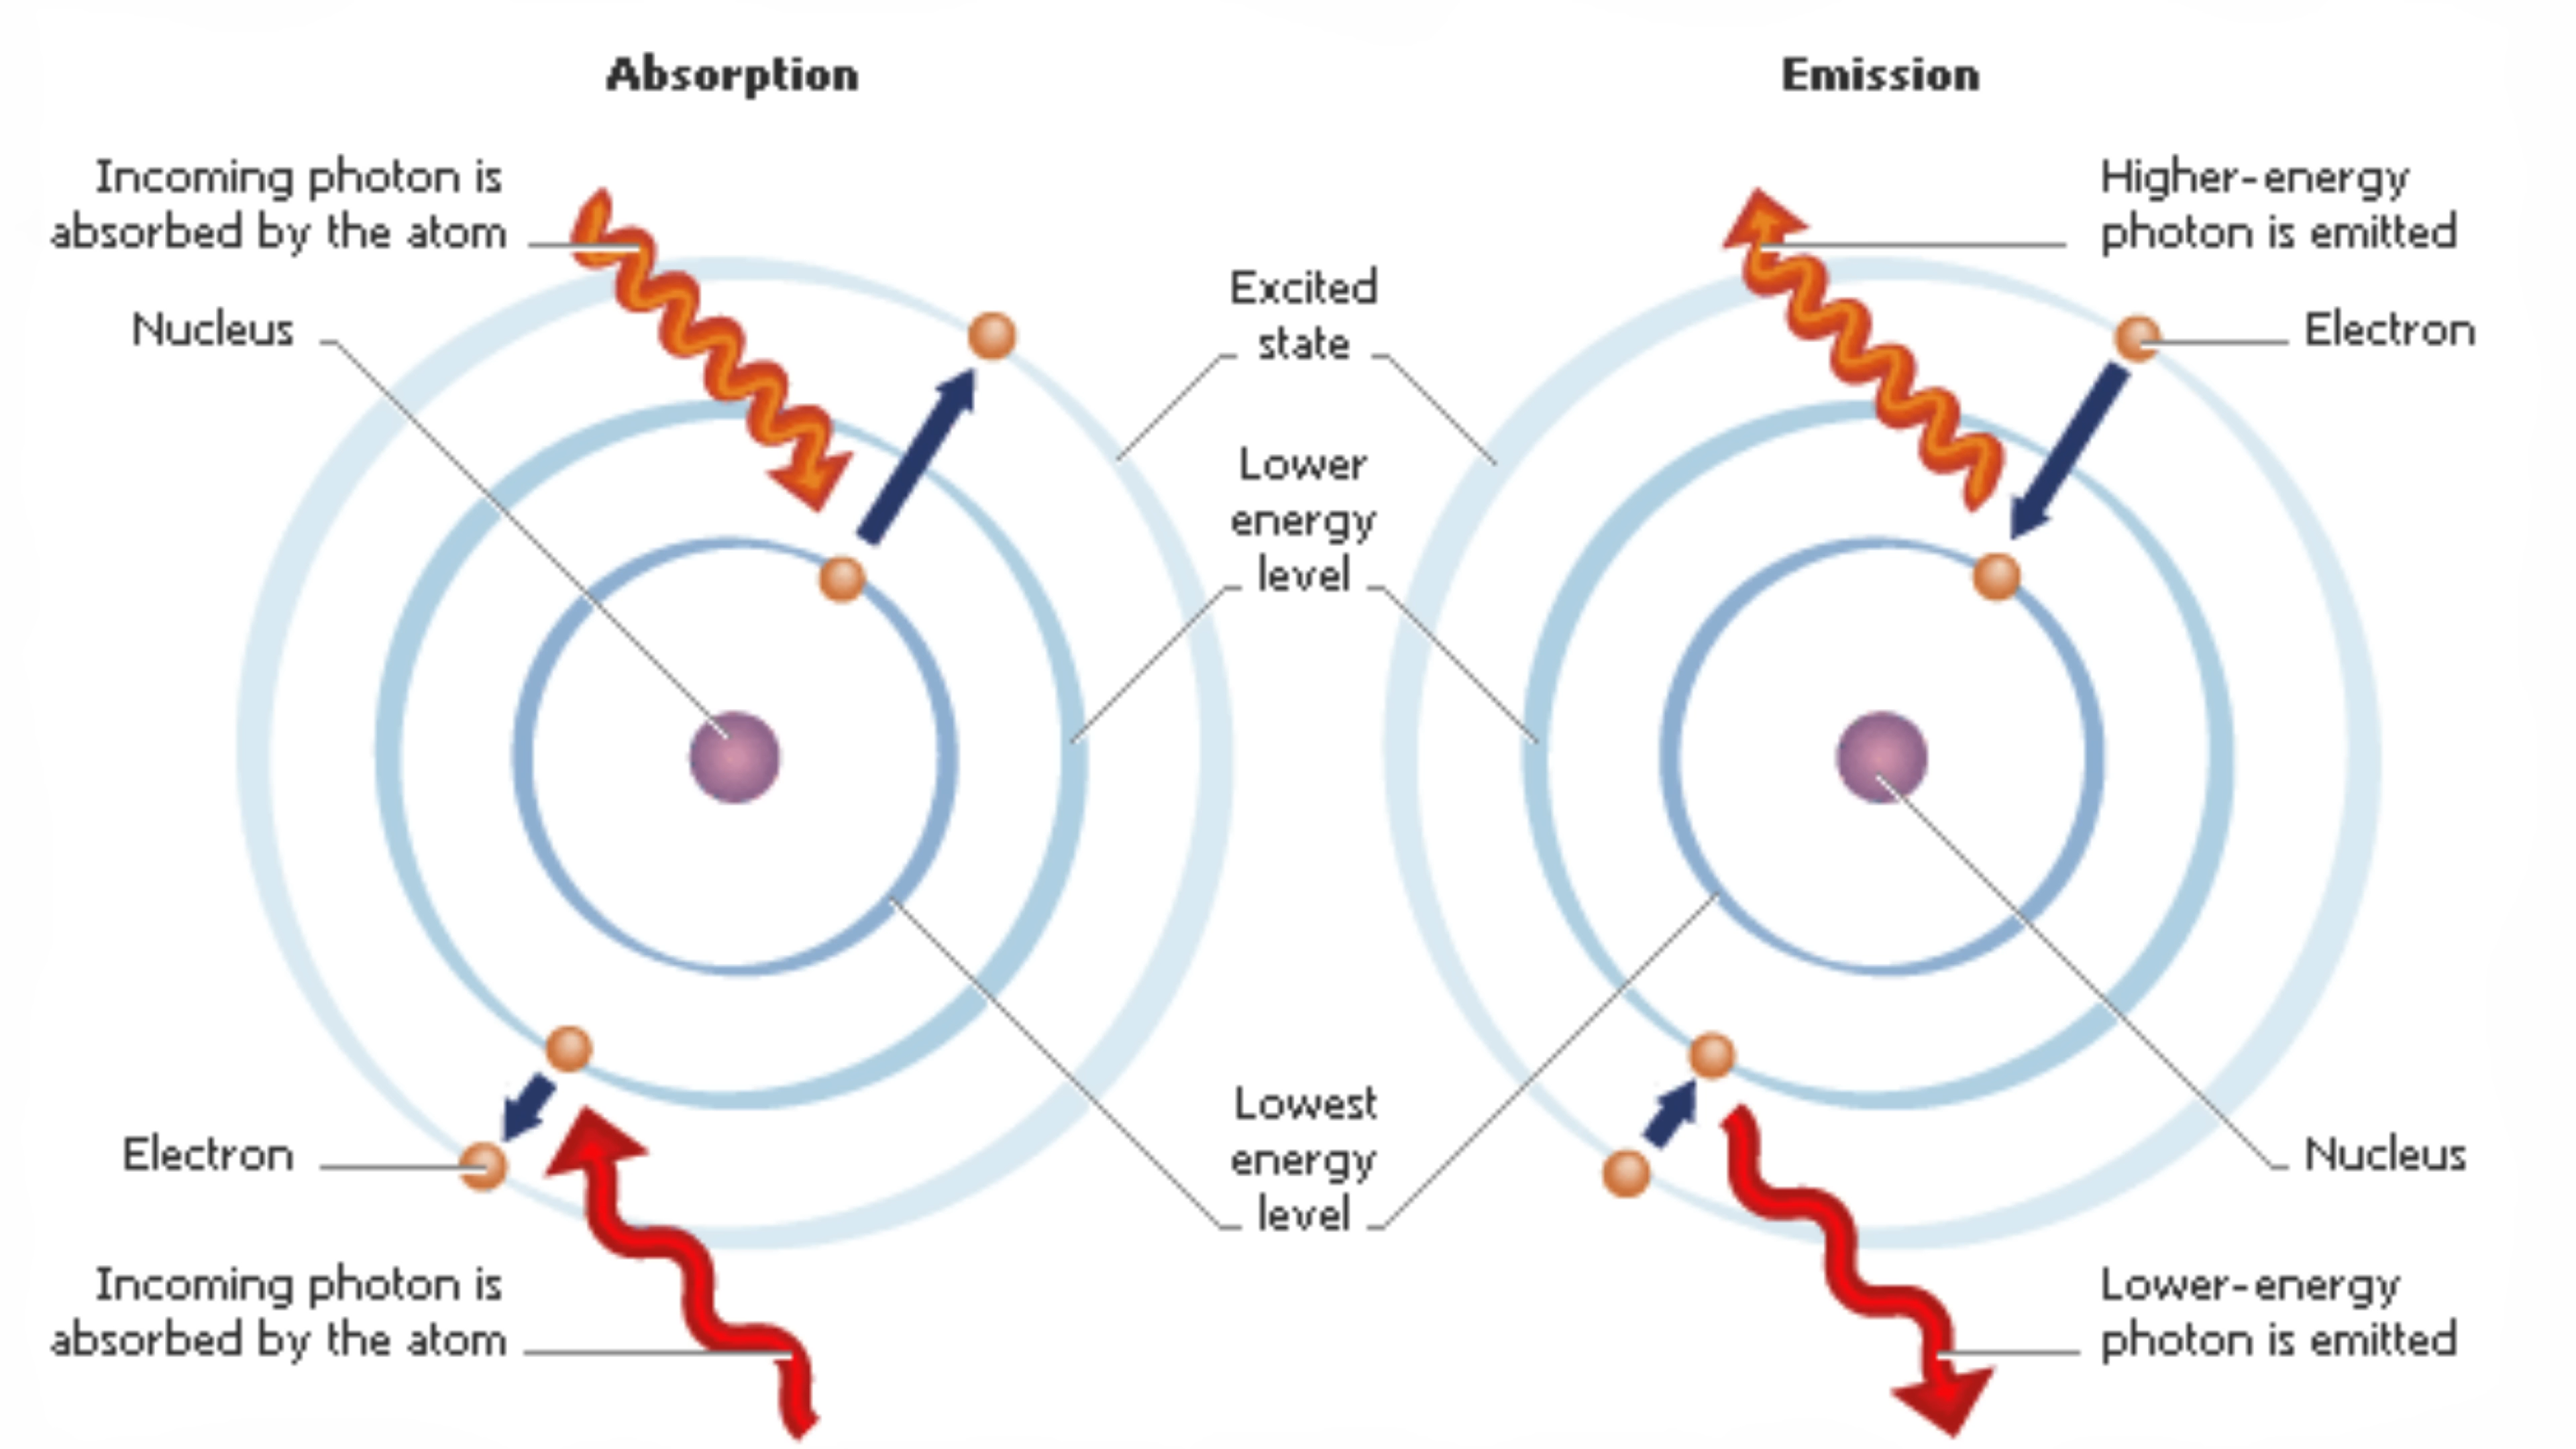 Absorption
Incoming photon is
absorbed by the atom
Nucleus
Electron
Incoming photon is
absorbed by the atom
Excited
state
Lower
energy
level
Lowest
energy
level
Emission
Higher-energy
photon is emitted
Electron
Nucleus
Lower-energy
photon is emitted